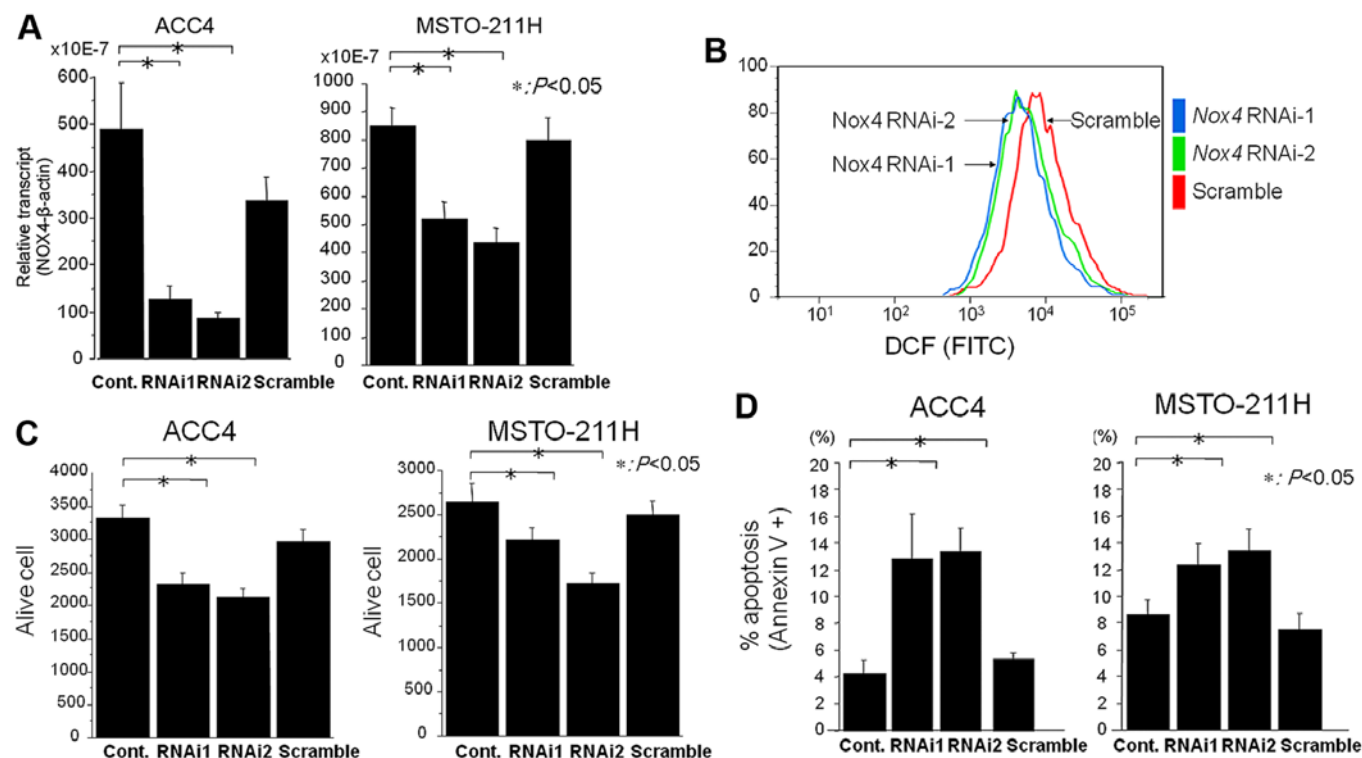 A
ACC4
x10E-7
*
*
600
500
400
300
200
100
0
Relative transcript
(NOX4-β-actin)
Cont. RNAi1 RNAi2 Scramble
MSTO-211H
x10E-7
*
*
*:P<0.05
1000
900
800
700
600
500
400
300
200
100
0
Cont. RNAi1 RNAi2 Scramble
B
100
80
60
40
20
0
Nox4 RNAi-2
Nox4 RNAi-1
Scramble
10¹ 10² 10³ 10⁴ 10⁵
DCF (FITC)
Nox4 RNAi-1
Nox4 RNAi-2
Scramble
C
ACC4
*
*
4000
3500
3000
2500
2000
1500
1000
500
0
Alive cell
Cont. RNAi1 RNAi2 Scramble
MSTO-211H
*
*
*:P<0.05
3000
2500
2000
1750
1000
500
0
Alive cell
Cont. RNAi1 RNAi2 Scramble
D
ACC4
(%)
*
*
20
18
16
14
12
10
8
6
4
2
0
% apoptosis
(Annexin V +)
Cont. RNAi1 RNAi2 Scramble
MSTO-211H
(%)
*
*
*: P<0.05
20
18
16
14
12
10
8
6
4
2
0
Cont. RNAi1 RNAi2 Scramble